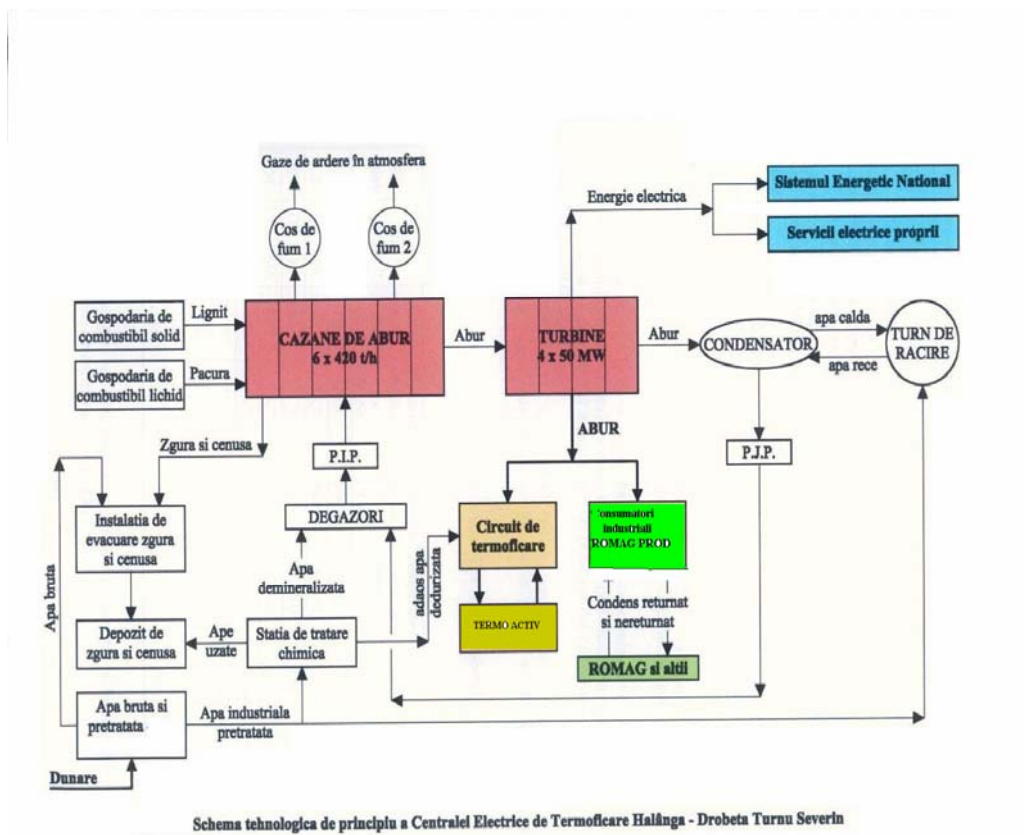 Gaze de ardere în atmosfera
Cos de
fum 1
Cos de
fum 2
Energie electrica
Sistemul Energetic National
Servicii electrice proprii
Gospodaria de
combustibil solid
Lignit
Gospodaria de
combustibil lichid
Pacura
CAZANE DE ABUR
6 x 420 t/h
Abur
TURBINE
4 x 50 MW
Abur
CONDENSATOR
apa calda
apa rece
TURN DE
RACIRE
Zgura si cenusa
P.I.P.
ABUR
P.J.P.
Apa bruta
Instalatia de
evacuare zgura
si cenusa
DEGAZORI
Circuit de
termoficare
onsumatori
industriali
ROMAG PROD
Apa
demineralizata
adaos apa
dedurizata
Condens returnat
si nereturnat
TERMO ACTIV
Depozit de
zgura si cenusa
Ape
uzate
Statia de tratare
chimica
ROMAG si altii
Apa bruta si
pretratata
Apa industriala
pretratata
Dunare
Schema tehnologica de principiu a Centralei Electrice de Termoficare Halânga - Drobeta Turnu Severin